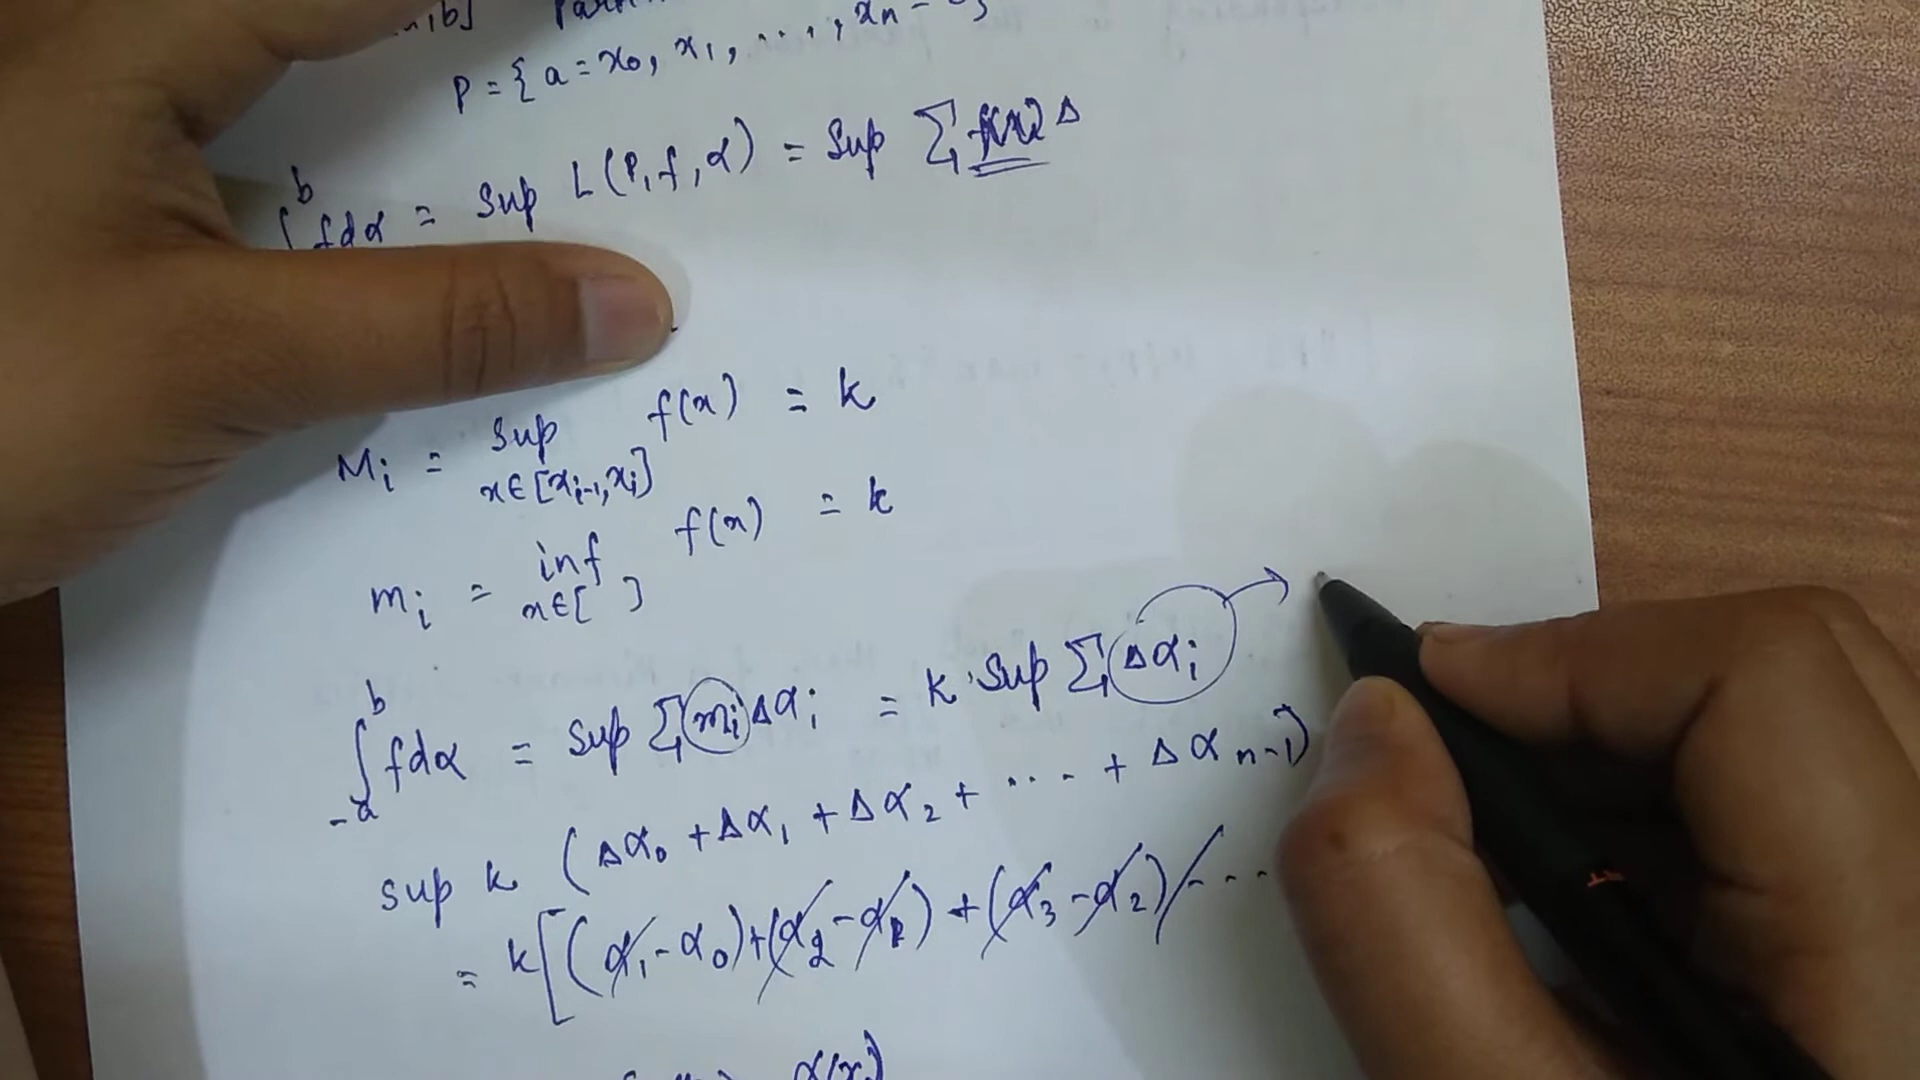 P = { a = x₀, x₁, ...., xn =
∫ᵇ f dα = sup L(P, f, α) = sup Σ f(x) Δ
Mᵢ = sup f(x) = k
x∈[xᵢ₋₁, xᵢ]
mᵢ = inf f(x) = k
x∈[ ]
∫₋ₐᵇ f dα = sup Σ mᵢ Δαᵢ = k · sup Σ Δαᵢ →
sup k (Δα₀ + Δα₁ + Δα₂ + .... + Δαn-1)
= k[(α₁ - α₀) + (α₂ - α₁) + (α₃ - α₂) - - -